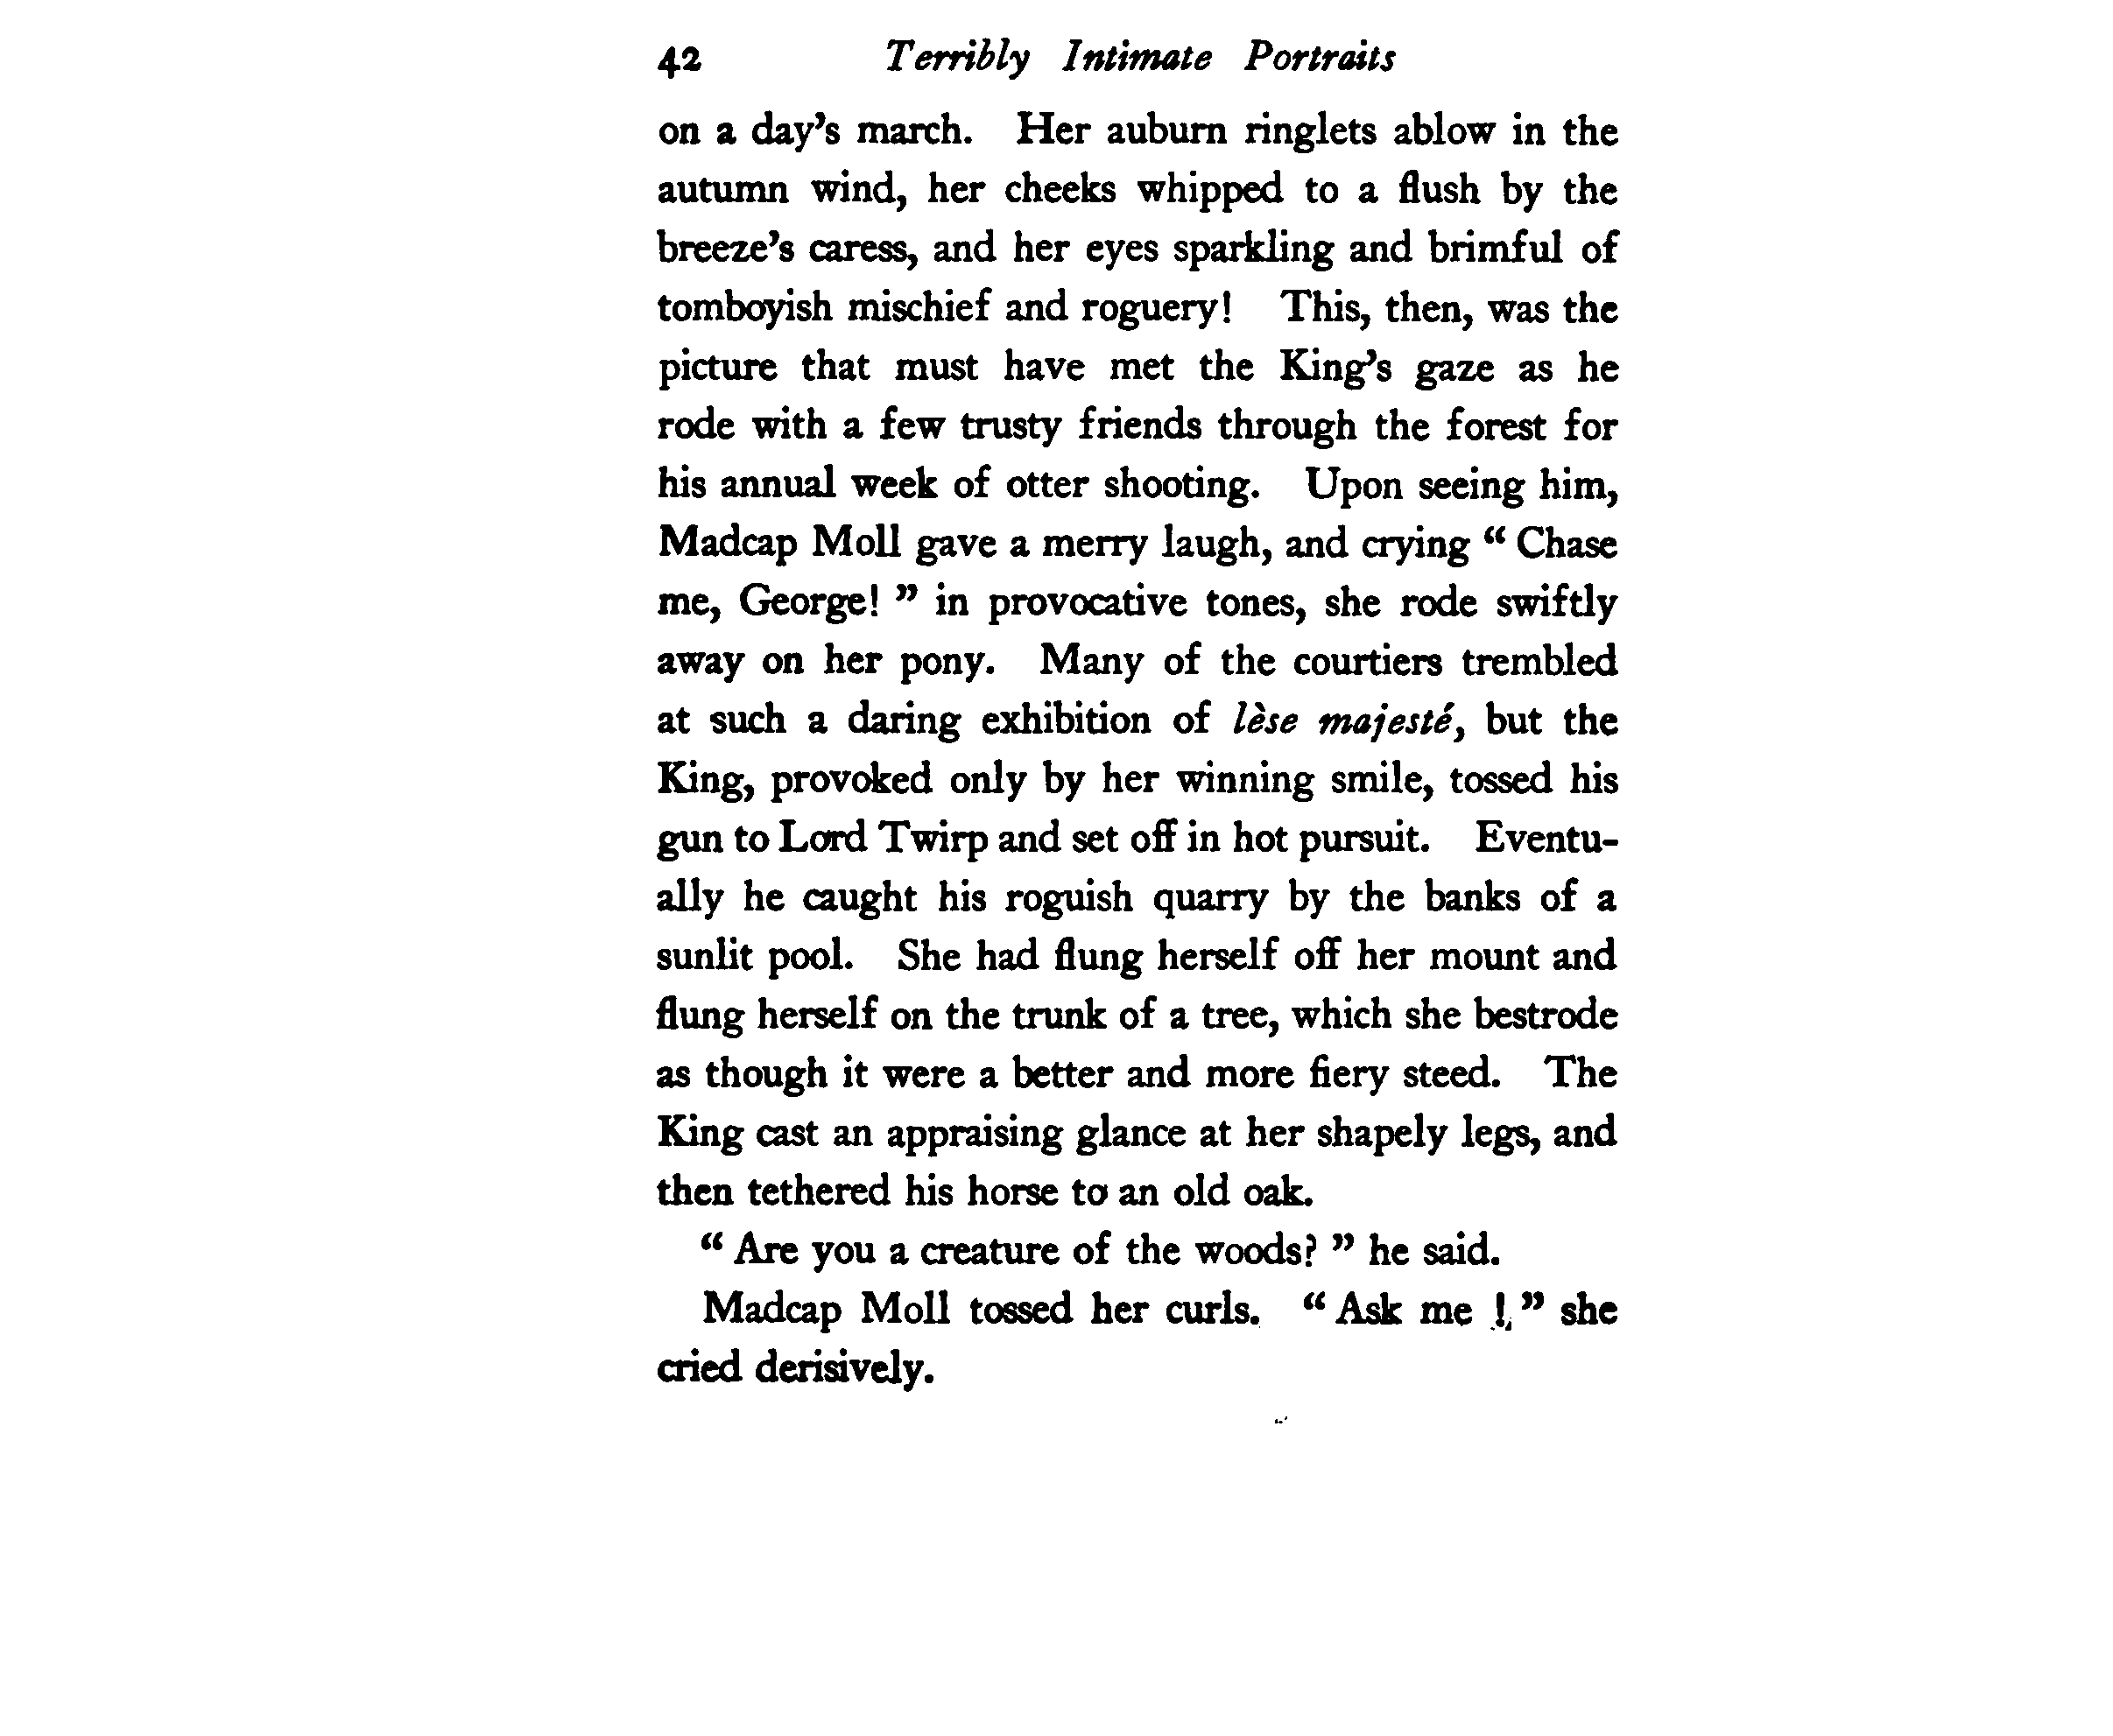 42 Terribly Intimate Portraits
on a day's march. Her auburn ringlets ablow in the
autumn wind, her cheeks whipped to a flush by the
breeze's caress, and her eyes sparkling and brimful of
tomboyish mischief and roguery! This, then, was the
picture that must have met the King's gaze as he
rode with a few trusty friends through the forest for
his annual week of otter shooting. Upon seeing him,
Madcap Moll gave a merry laugh, and crying “ Chase
me, George! ” in provocative tones, she rode swiftly
away on her pony. Many of the courtiers trembled
at such a daring exhibition of lèse majesté, but the
King, provoked only by her winning smile, tossed his
gun to Lord Twirp and set off in hot pursuit. Eventu-
ally he caught his roguish quarry by the banks of a
sunlit pool. She had flung herself off her mount and
flung herself on the trunk of a tree, which she bestrode
as though it were a better and more fiery steed. The
King cast an appraising glance at her shapely legs, and
then tethered his horse to an old oak.
“ Are you a creature of the woods? ” he said.
Madcap Moll tossed her curls. “ Ask me ! ” she
cried derisively.